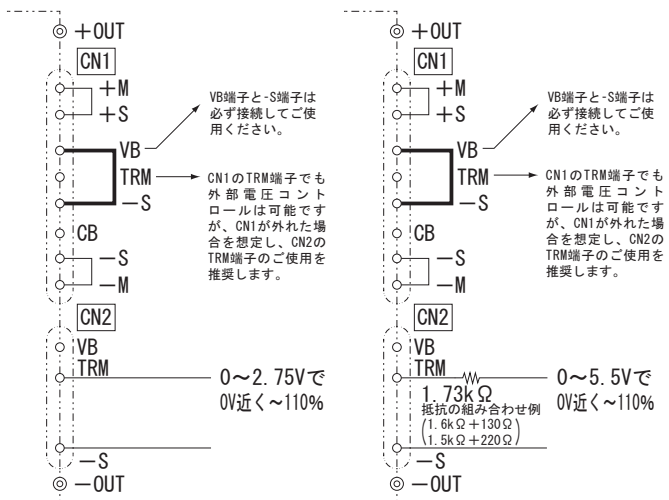 +OUT
CN1
+M
+S
VB端子と-S端子は
必ず接続してご使
用ください。
VB
TRM
CN1のTRM端子でも
外部電圧コント
ロールは可能です
が、CN1が外れた場
合を想定し、CN2の
TRM端子のご使用を
推奨します。
−S
CB
−S
−M
CN2
VB
TRM
0〜2.75Vで
0V近く〜110%
−S
−OUT
+OUT
CN1
+M
+S
VB端子と-S端子は
必ず接続してご使
用ください。
VB
TRM
CN1のTRM端子でも
外部電圧コント
ロールは可能です
が、CN1が外れた場
合を想定し、CN2の
TRM端子のご使用を
推奨します。
−S
CB
−S
−M
CN2
VB
TRM
1.73kΩ
抵抗の組み合わせ例
(1.6kΩ+130Ω
1.5kΩ+220Ω)
0〜5.5Vで
0V近く〜110%
−S
−OUT